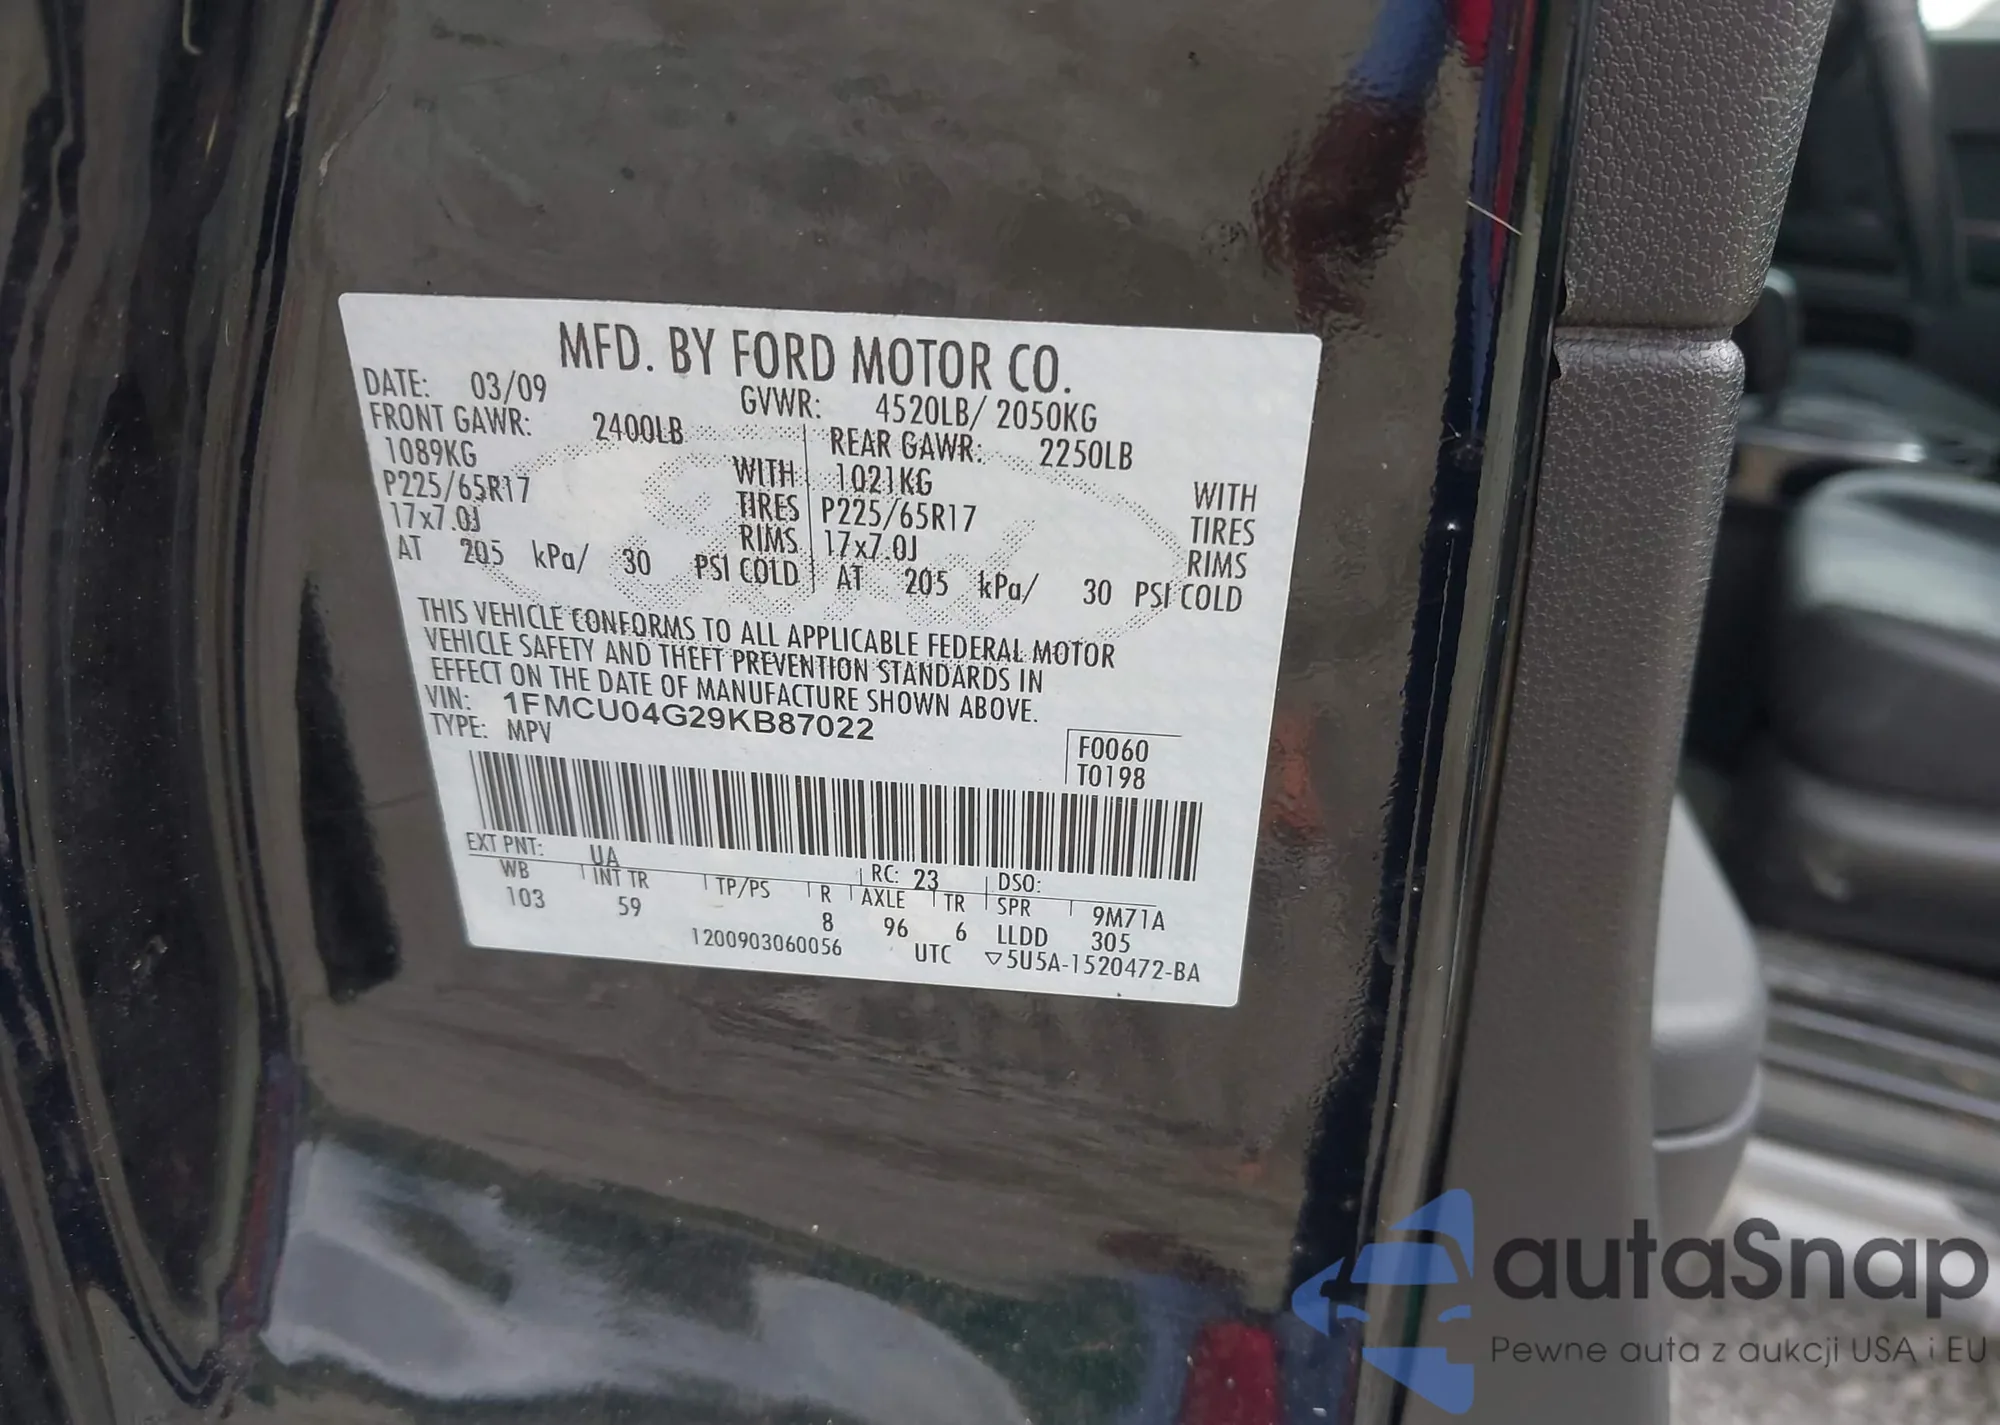 MFD. BY FORD MOTOR CO.
DATE: 03/09 GVWR: 4520LB/ 2050KG
FRONT GAWR: 2400LB REAR GAWR: 2250LB
1089KG WITH 1021KG WITH
P225/65R17 TIRES P225/65R17 TIRES
17x7.0J RIMS 17x7.0J RIMS
AT 205 kPa/ 30 PSI COLD AT 205 kPa/ 30 PSI COLD
THIS VEHICLE CONFORMS TO ALL APPLICABLE FEDERAL MOTOR
VEHICLE SAFETY AND THEFT PREVENTION STANDARDS IN
EFFECT ON THE DATE OF MANUFACTURE SHOWN ABOVE.
VIN: 1FMCU04G29KB87022
TYPE: MPV
F0060
T0198
EXT PNT: UA RC: 23 DSO:
WB INT TR TP/PS R AXLE TR SPR 9M71A
103 59 8 96 6 LLDD 305
1200903060056 UTC ▽5U5A-1520472-BA
autaSnap
Pewne auta z aukcji USA i EU